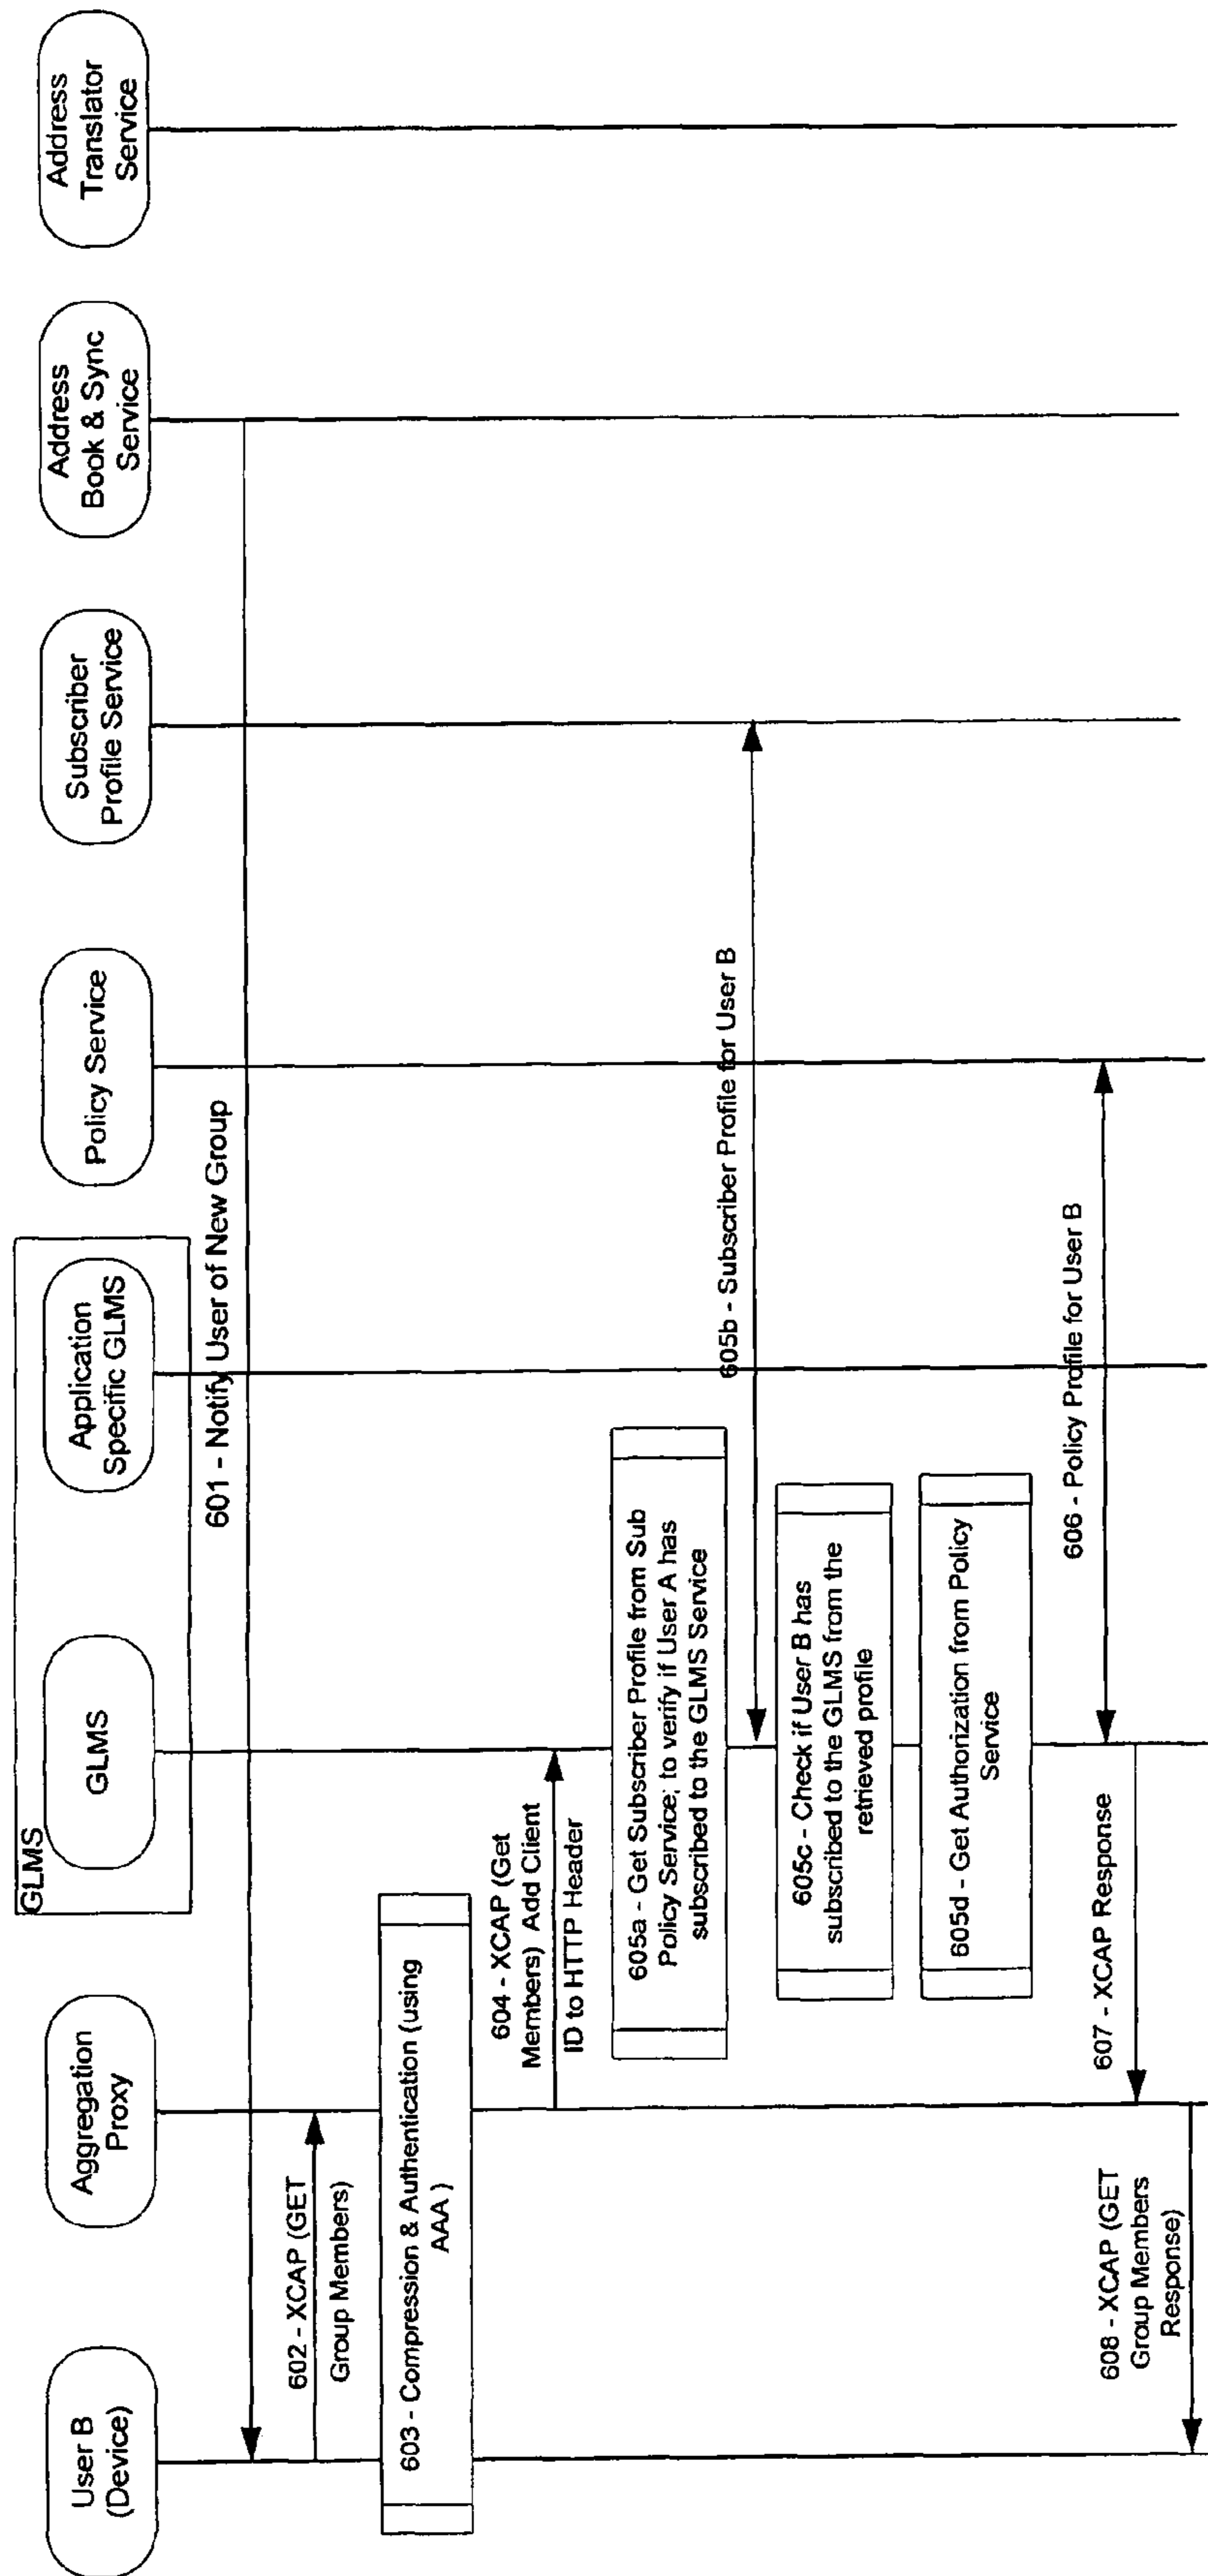 User B
(Device)
Aggregation
Proxy
GLMS
GLMS
Application
Specific GLMS
Policy Service
Subscriber
Profile Service
Address
Book & Sync
Service
Address
Translator
Service
601 - Notify User of New Group
602 - XCAP (GET
Group Members)
603 - Compression & Authentication (using
AAA )
604 - XCAP (Get
Members) Add Client
ID to HTTP Header
605a - Get Subscriber Profile from Sub
Policy Service; to verify if User A has
subscribed to the GLMS Service
605b - Subscriber Profile for User B
605c - Check if User B has
subscribed to the GLMS from the
retrieved profile
605d - Get Authorization from Policy
Service
606 - Policy Profile for User B
607 - XCAP Response
608 - XCAP (GET
Group Members
Response)